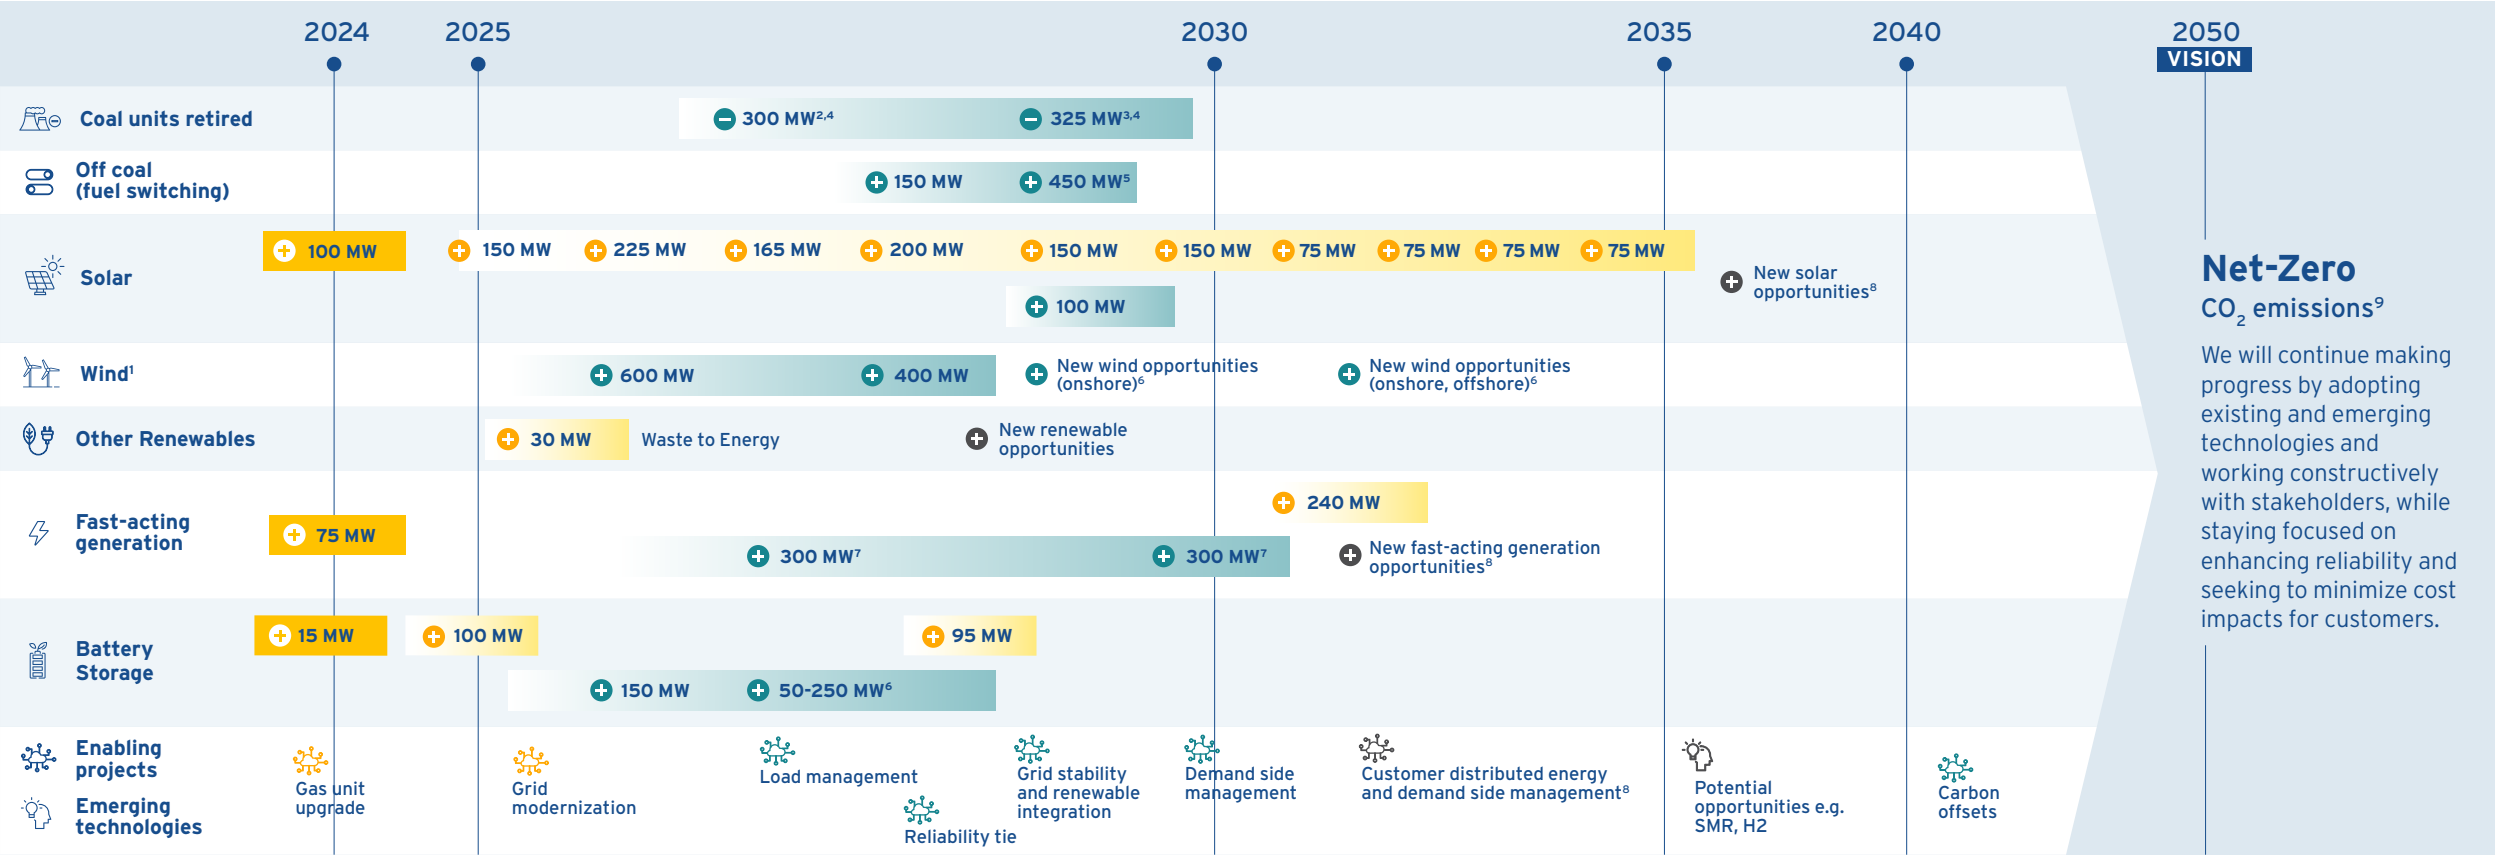 2024 2025 2030 2035 2040 2050
VISION
Coal units retired
300 MW2,4
325 MW3,4
Off coal
(fuel switching)
150 MW
450 MW5
Solar
100 MW
150 MW
225 MW
165 MW
200 MW
150 MW
150 MW
75 MW
75 MW
75 MW
75 MW
100 MW
New solar
opportunities8
Wind1
600 MW
400 MW
New wind opportunities
(onshore)6
New wind opportunities
(onshore, offshore)6
Other Renewables
30 MW
Waste to Energy
New renewable
opportunities
Fast-acting
generation
75 MW
240 MW
300 MW7
300 MW7
New fast-acting generation
opportunities8
Battery
Storage
15 MW
100 MW
95 MW
150 MW
50-250 MW6
Enabling
projects
Emerging
technologies
Gas unit
upgrade
Grid
modernization
Load management
Reliability tie
Grid stability
and renewable
integration
Demand side
management
Customer distributed energy
and demand side management8
Potential
opportunities e.g.
SMR, H2
Carbon
offsets
Net-Zero
CO2 emissions9
We will continue making
progress by adopting
existing and emerging
technologies and
working constructively
with stakeholders, while
staying focused on
enhancing reliability and
seeking to minimize cost
impacts for customers.